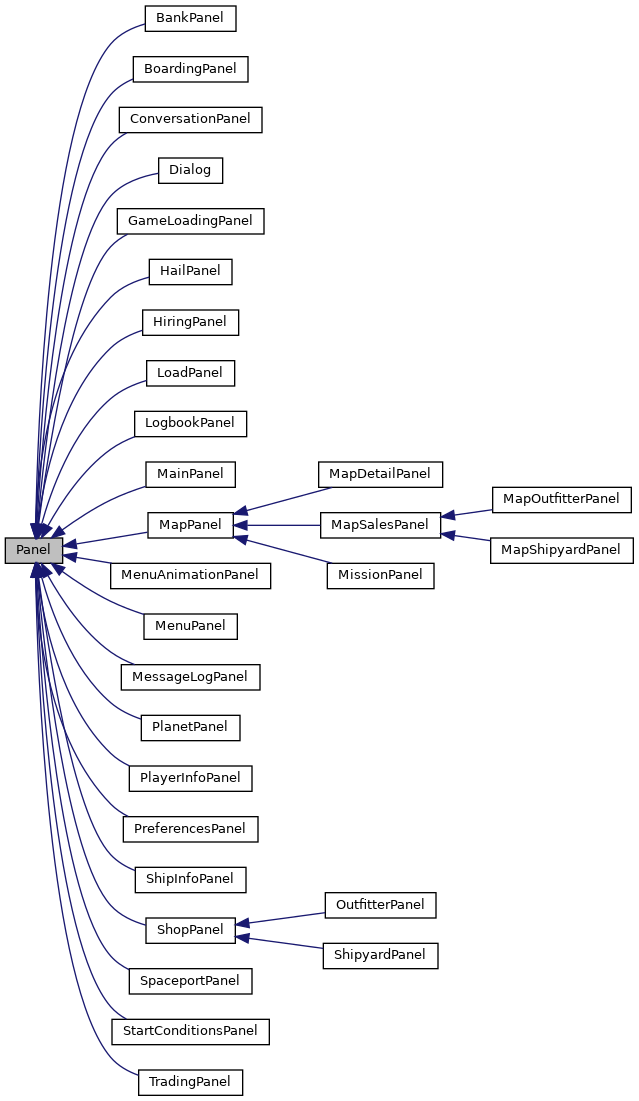 BankPanel
BoardingPanel
ConversationPanel
Dialog
GameLoadingPanel
HailPanel
HiringPanel
LoadPanel
LogbookPanel
MainPanel
MapDetailPanel
MapOutfitterPanel
MapPanel
MapSalesPanel
Panel
MapShipyardPanel
MenuAnimationPanel
MissionPanel
MenuPanel
MessageLogPanel
PlanetPanel
PlayerInfoPanel
PreferencesPanel
ShipInfoPanel
OutfitterPanel
ShopPanel
ShipyardPanel
SpaceportPanel
StartConditionsPanel
TradingPanel